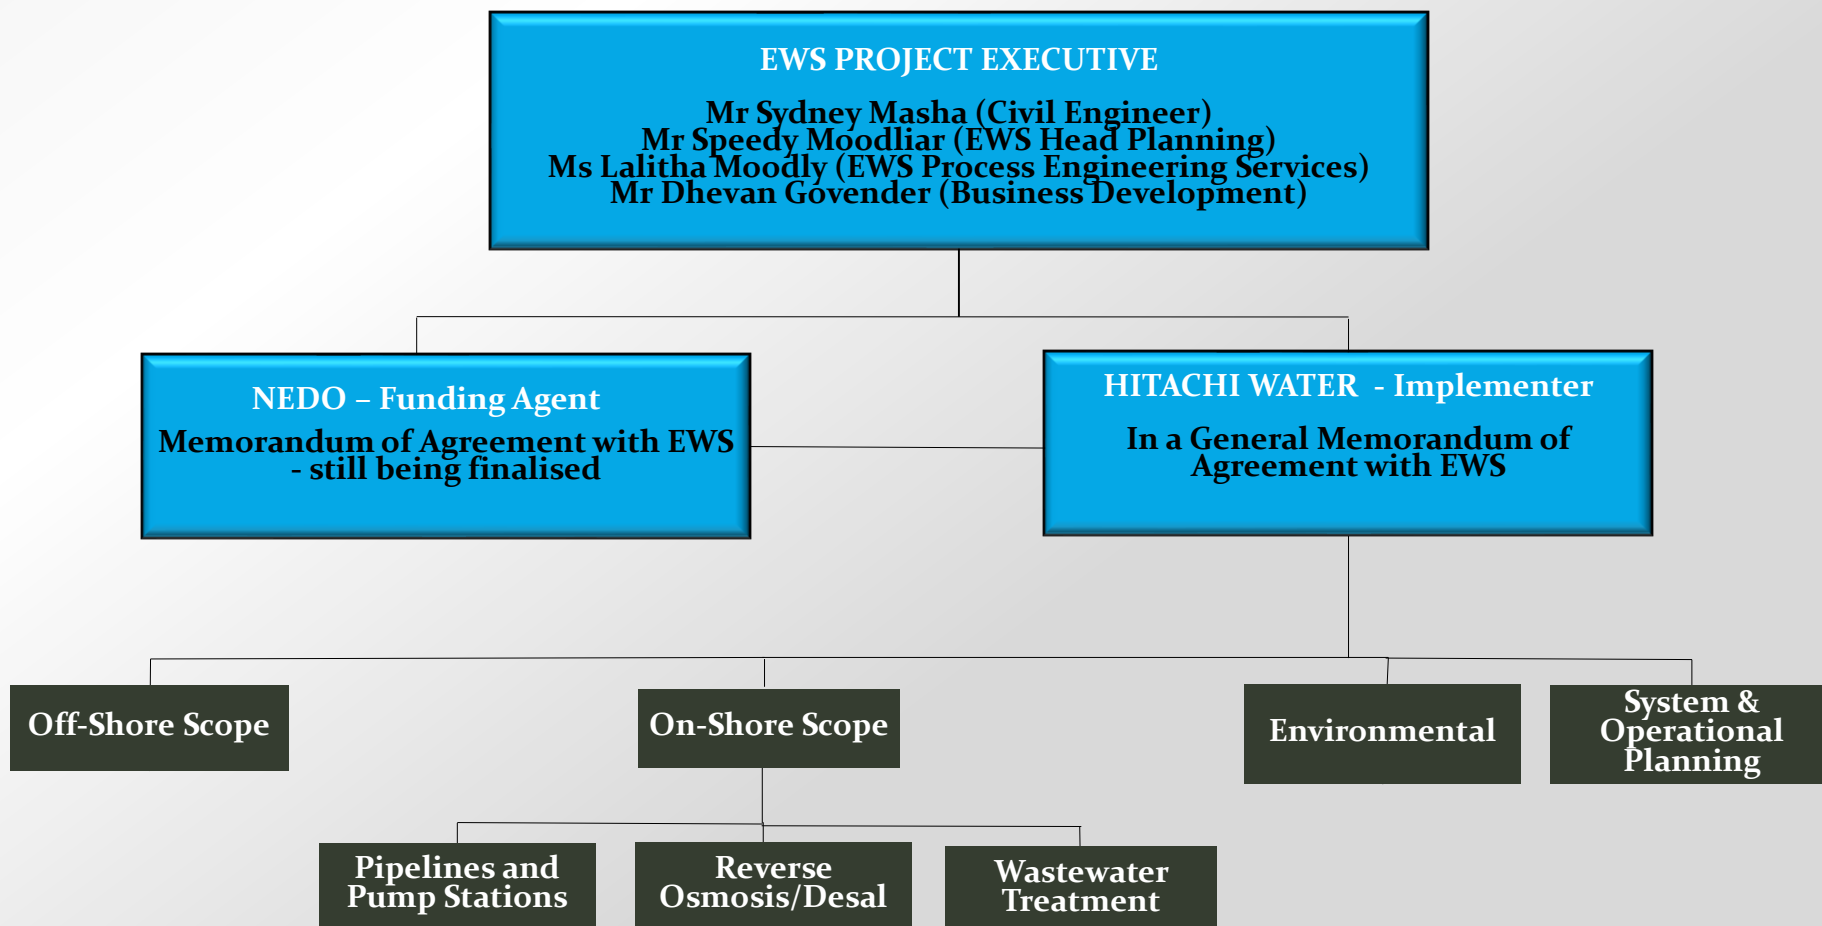 EWS PROJECT EXECUTIVE
Mr Sydney Masha (Civil Engineer)
Mr Speedy Moodliar (EWS Head Planning)
Ms Lalitha Moodly (EWS Process Engineering Services)
Mr Dhevan Govender (Business Development)
NEDO – Funding Agent
Memorandum of Agreement with EWS
- still being finalised
HITACHI WATER - Implementer
In a General Memorandum of
Agreement with EWS
Off-Shore Scope
On-Shore Scope
Environmental
System &
Operational
Planning
Pipelines and
Pump Stations
Reverse
Osmosis/Desal
Wastewater
Treatment